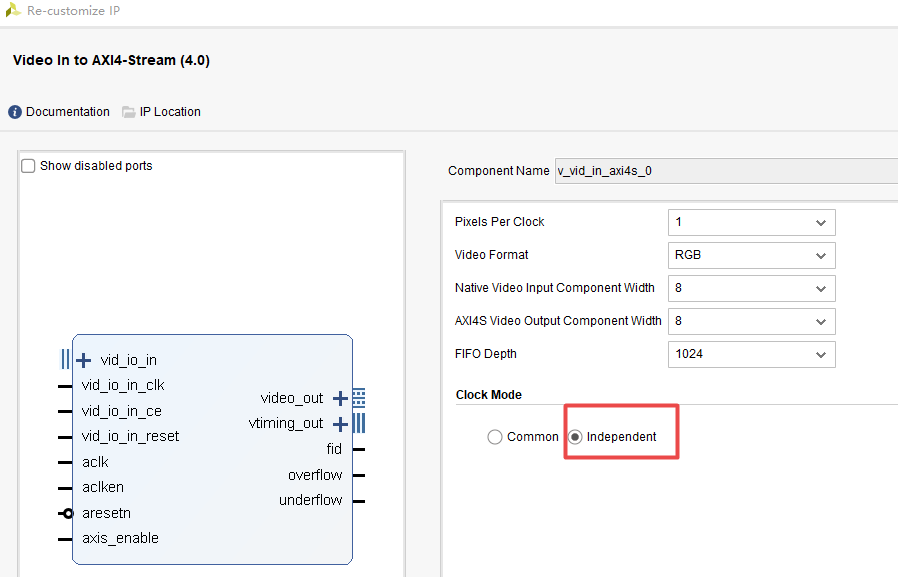 Re-customize IP
Video In to AXI4-Stream (4.0)
Documentation IP Location
Show disabled ports
vid_io_in
vid_io_in_clk
vid_io_in_ce
vid_io_in_reset
aclk
aclken
aresetn
axis_enable
video_out
vtiming_out
fid
overflow
underflow
Component Name v_vid_in_axi4s_0
Pixels Per Clock 1
Video Format RGB
Native Video Input Component Width 8
AXI4S Video Output Component Width 8
FIFO Depth 1024
Clock Mode
Common Independent